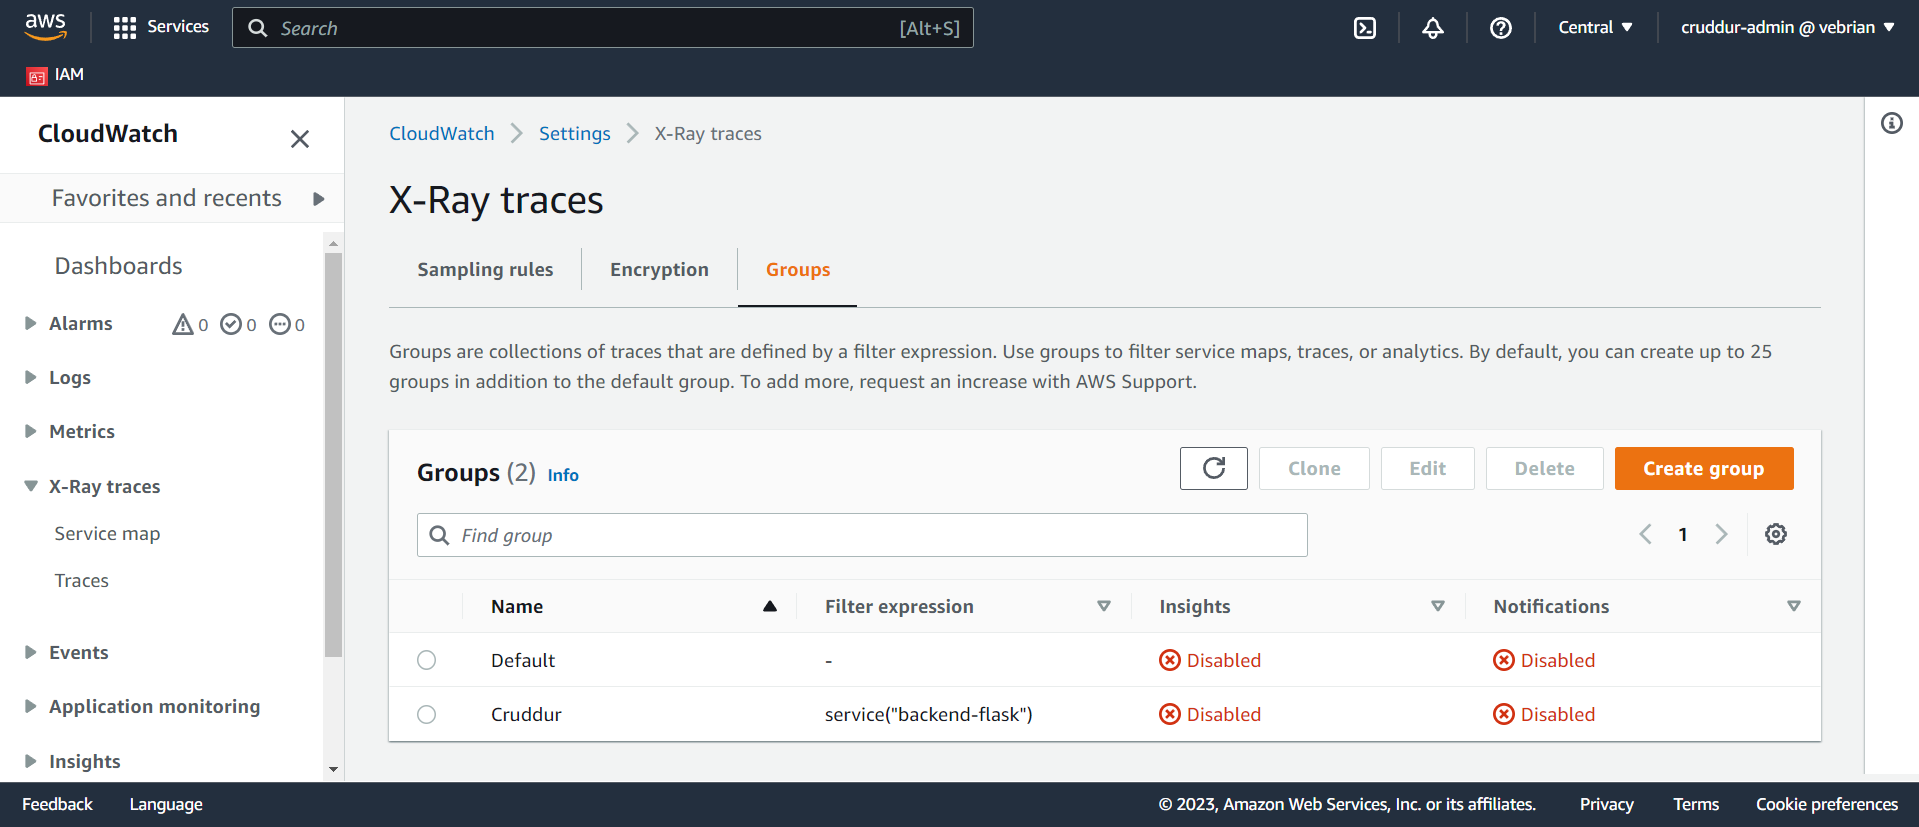 aws
Services
Search
[Alt+S]
Central
cruddur-admin @ vebrian
IAM
CloudWatch
Favorites and recents
Dashboards
Alarms
0
0
0
Logs
Metrics
X-Ray traces
Service map
Traces
Events
Application monitoring
Insights
CloudWatch
Settings
X-Ray traces
X-Ray traces
Sampling rules
Encryption
Groups
Groups are collections of traces that are defined by a filter expression. Use groups to filter service maps, traces, or analytics. By default, you can create up to 25
groups in addition to the default group. To add more, request an increase with AWS Support.
Groups (2) Info
Clone
Edit
Delete
Create group
Find group
1
Name
Filter expression
Insights
Notifications
Default
-
Disabled
Disabled
Cruddur
service("backend-flask")
Disabled
Disabled
Feedback
Language
© 2023, Amazon Web Services, Inc. or its affiliates.
Privacy
Terms
Cookie preferences